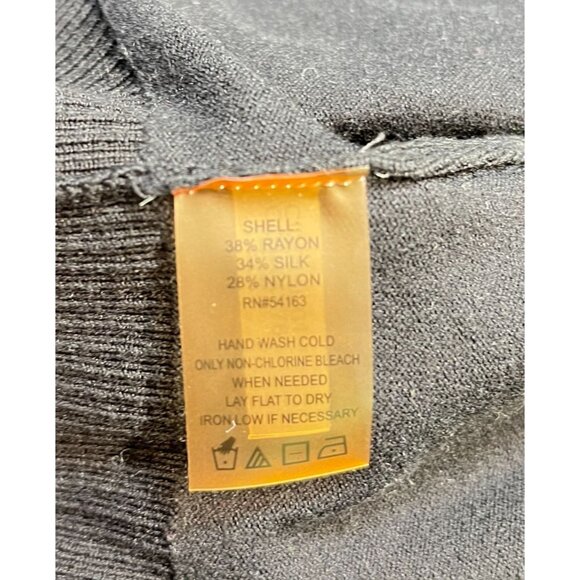 SHELL:
38% RAYON
34% SILK
28% NYLON
RN#54163
HAND WASH COLD
ONLY NON-CHLORINE BLEACH
WHEN NEEDED
LAY FLAT TO DRY
IRON LOW IF NECESSARY